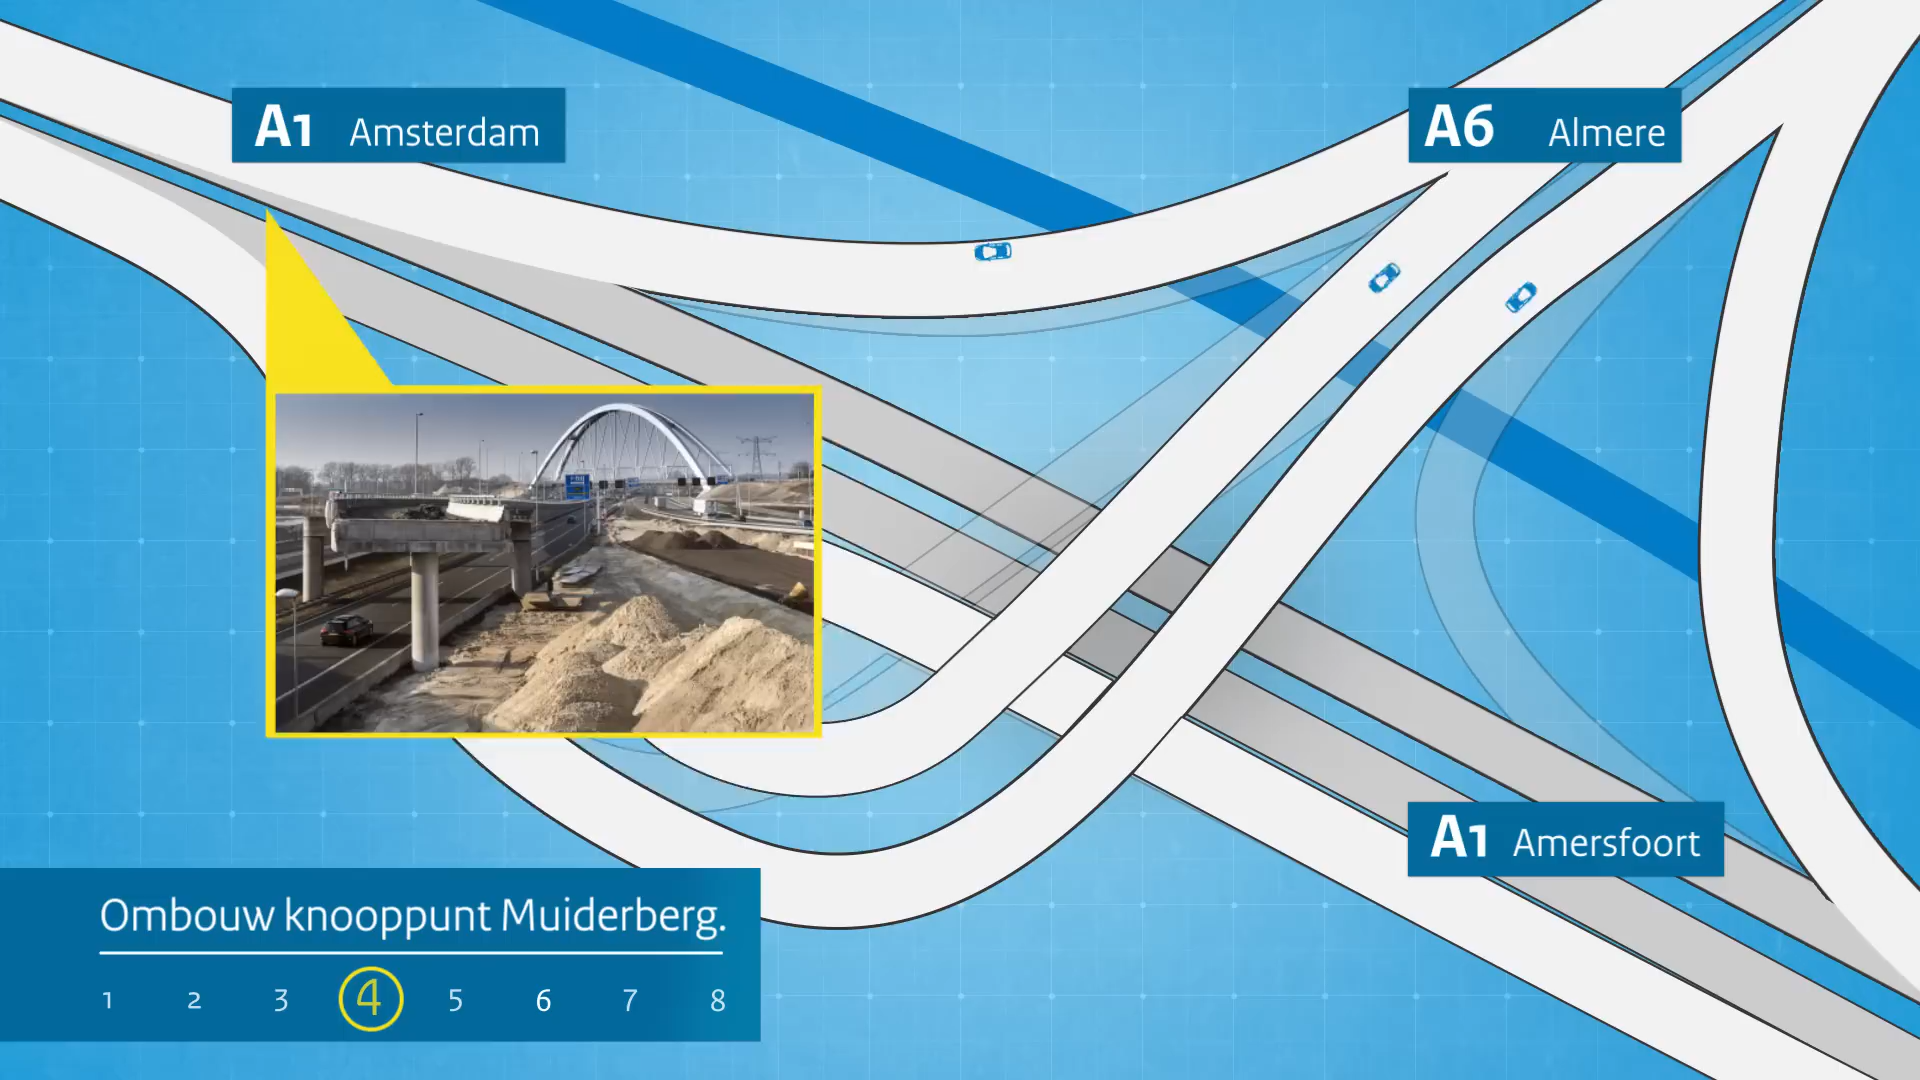 A1 Amsterdam
A6 Almere
A1 Amersfoort
Ombouw knooppunt Muiderberg.
1 2 3 4 5 6 7 8